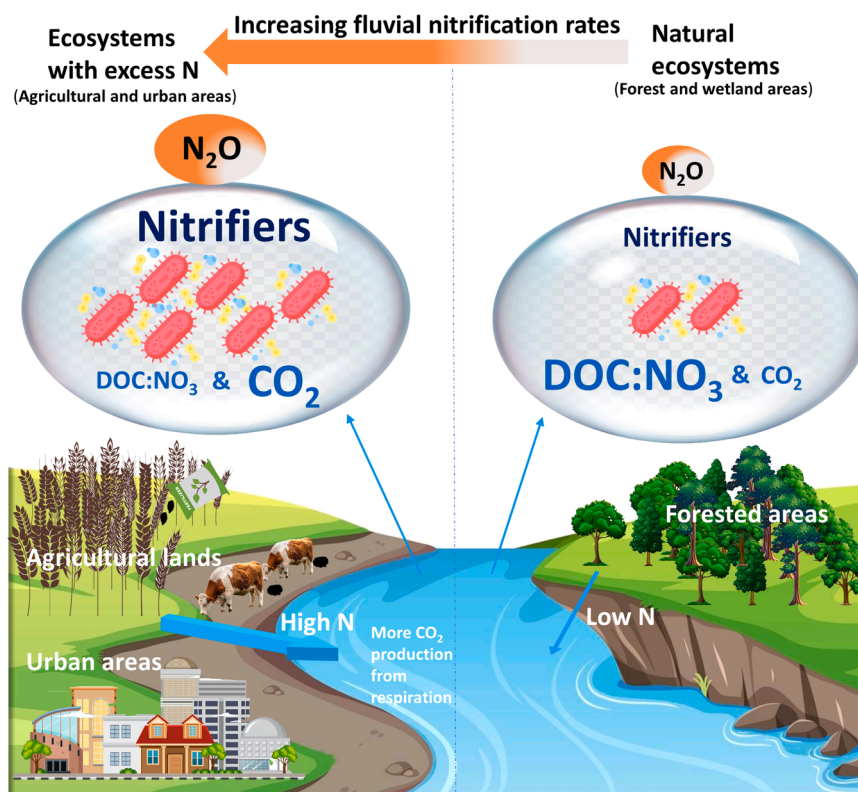 Increasing fluvial nitrification rates
Ecosystems
with excess N
(Agricultural and urban areas)
Natural
ecosystems
(Forest and wetland areas)
N₂O
Nitrifiers
DOC:NO₃ & CO₂
N₂O
Nitrifiers
DOC:NO₃ & CO₂
Agricultural lands
Forested areas
High N
Low N
More CO₂
production
from
respiration
Urban areas